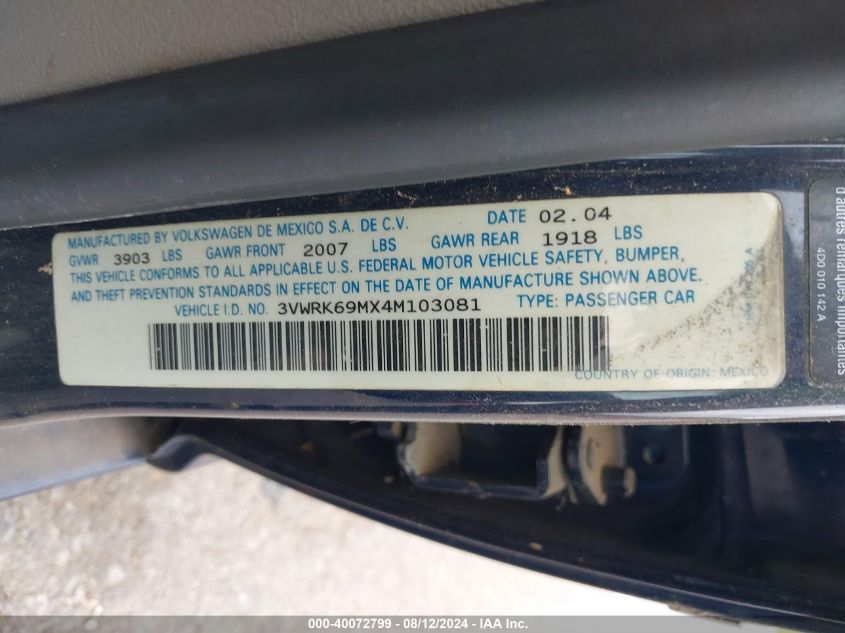 MANUFACTURED BY VOLKSWAGEN DE MEXICO S.A. DE C.V. DATE 02.04
GVWR 3903 LBS GAWR FRONT 2007 LBS GAWR REAR 1918 LBS
THIS VEHICLE CONFORMS TO ALL APPLICABLE U.S. FEDERAL MOTOR VEHICLE SAFETY, BUMPER,
AND THEFT PREVENTION STANDARDS IN EFFECT ON THE DATE OF MANUFACTURE SHOWN ABOVE.
VEHICLE I.D. NO. 3VWRK69MX4M103081 TYPE: PASSENGER CAR
COUNTRY OF ORIGIN: MEXICO
4D0 010 142 A
d'autres Remarques Importantes
000-40072799 - 08/12/2024 - IAA Inc.